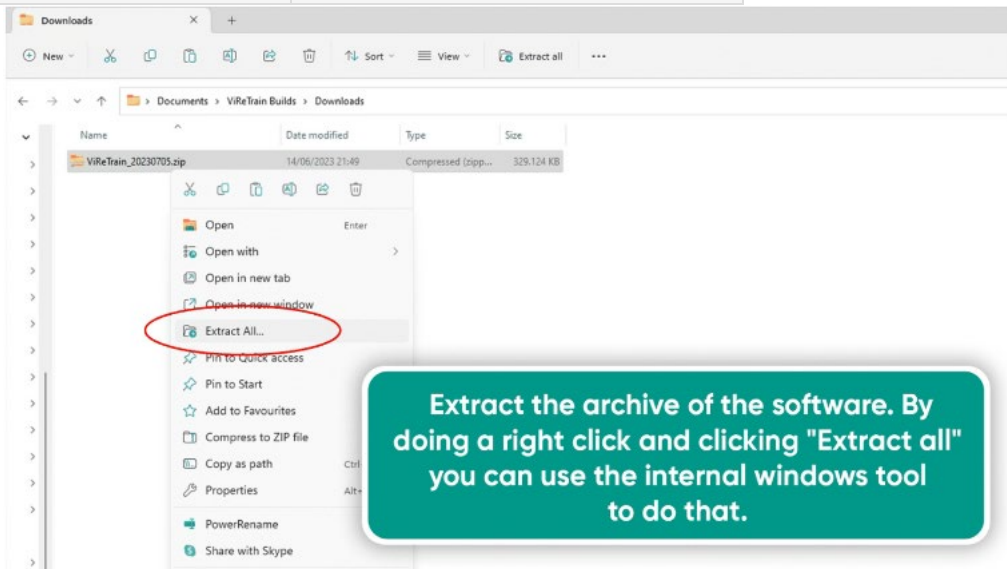 Downloads
New
Sort
View
Extract all
Documents > ViReTrain Builds > Downloads
Name Date modified Type Size
ViReTrain_20230705.zip 14/06/2023 21:49 Compressed (zipp... 329.124 KB
Open Enter
Open with
Open in new tab
Open in new window
Extract All...
Pin to Quick access
Pin to Start
Add to Favourites
Compress to ZIP file
Copy as path Ctrl
Properties Alt+
PowerRename
Share with Skype
Extract the archive of the software. By
doing a right click and clicking "Extract all"
you can use the internal windows tool
to do that.